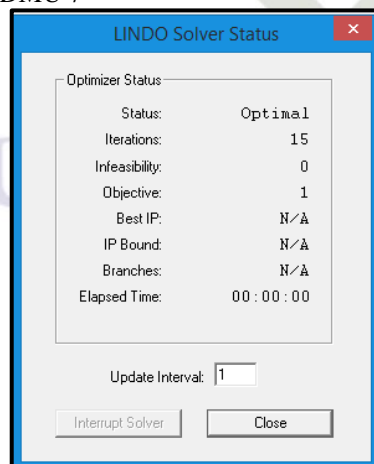 LINDO Solver Status
Optimizer Status
Status: Optimal
Iterations: 15
Infeasibility: 0
Objective: 1
Best IP: N/A
IP Bound: N/A
Branches: N/A
Elapsed Time: 00:00:00
Update Interval: 1
Interrupt Solver Close